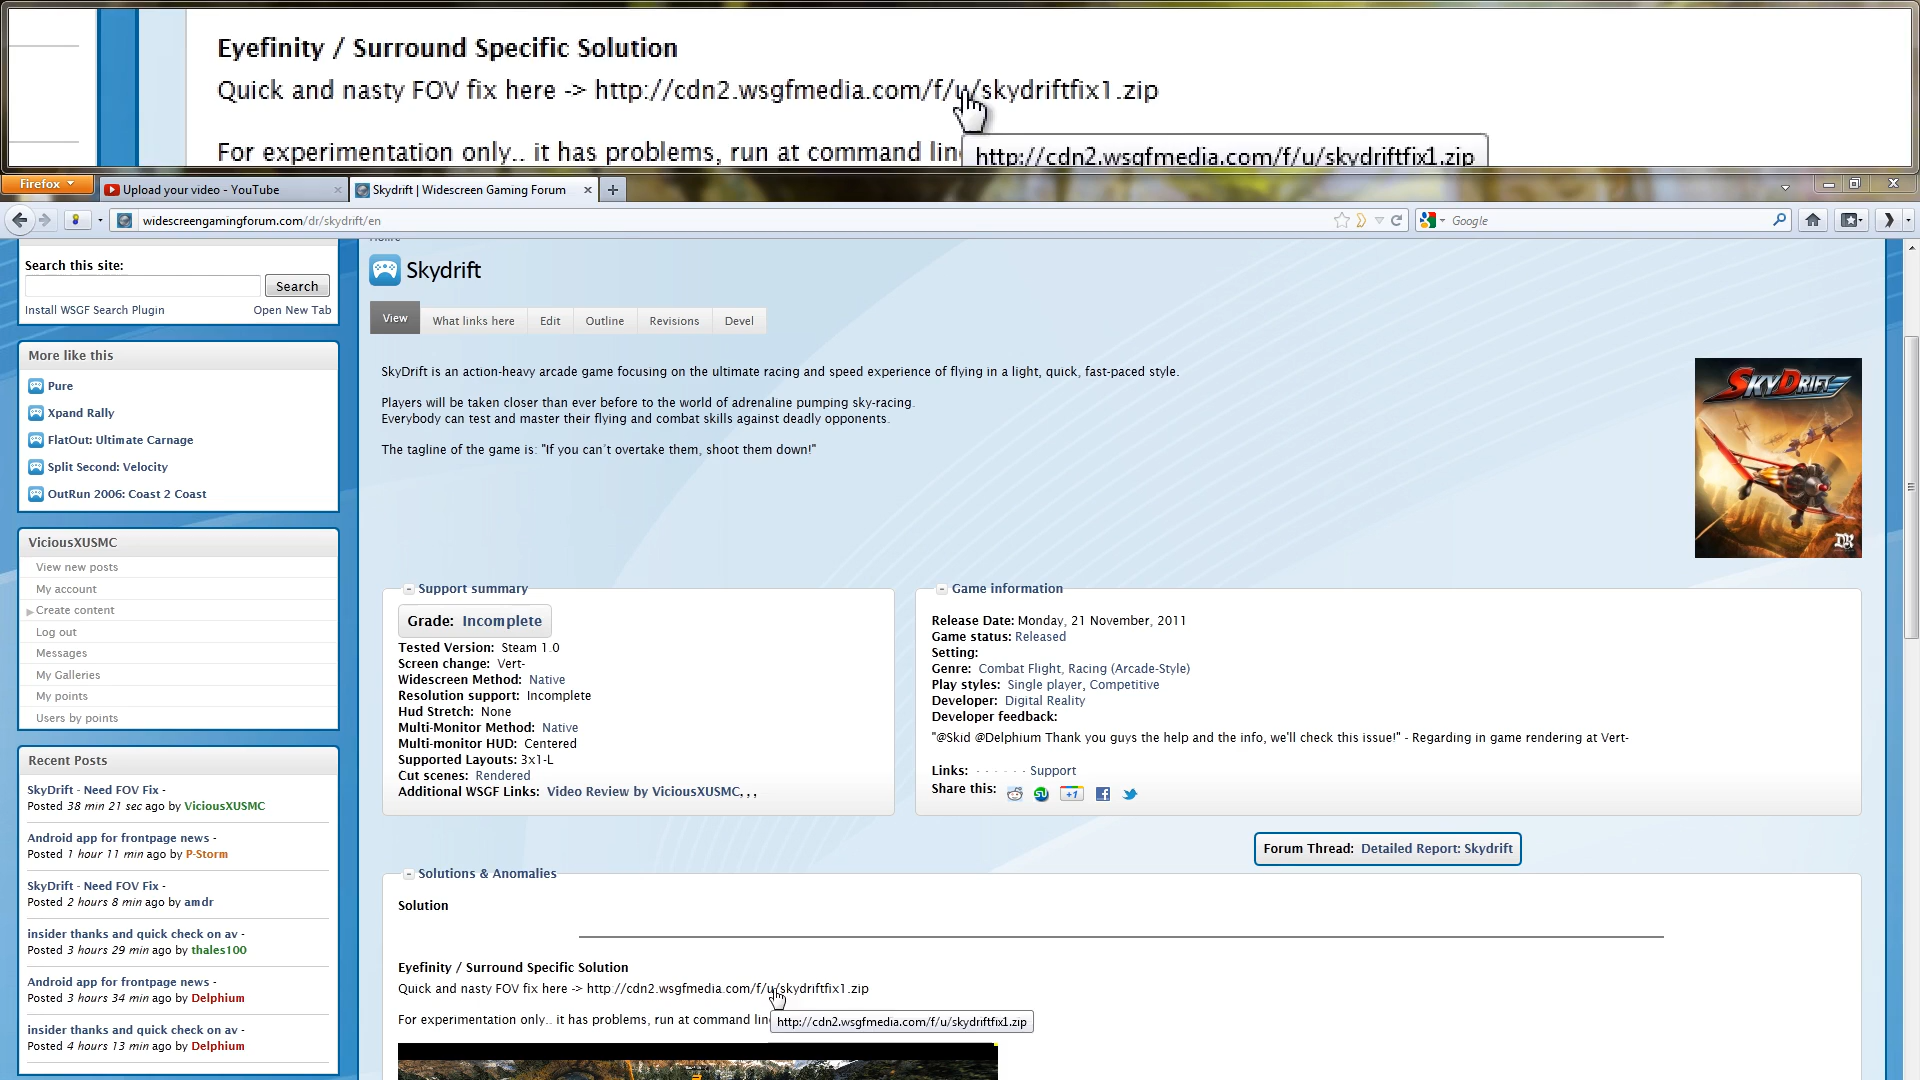 Eyefinity / Surround Specific Solution
Quick and nasty FOV fix here -> http://cdn2.wsgfmedia.com/f/u/skydriftfix1.zip
For experimentation only.. it has problems, run at command lin
http://cdn2.wsgfmedia.com/f/u/skydriftfix1.zip
Firefox
Upload your video - YouTube
Skydrift | Widescreen Gaming Forum
widescreengamingforum.com/dr/skydrift/en
Google
Home
Search this site:
Search
Install WSGF Search Plugin
Open New Tab
More like this
Pure
Xpand Rally
FlatOut: Ultimate Carnage
Split Second: Velocity
OutRun 2006: Coast 2 Coast
ViciousXUSMC
View new posts
My account
Create content
Log out
Messages
My Galleries
My points
Users by points
Recent Posts
SkyDrift - Need FOV Fix -
Posted 38 min 21 sec ago by ViciousXUSMC
Android app for frontpage news -
Posted 1 hour 11 min ago by P-Storm
SkyDrift - Need FOV Fix -
Posted 2 hours 8 min ago by amdr
insider thanks and quick check on av -
Posted 3 hours 29 min ago by thales100
Android app for frontpage news -
Posted 3 hours 34 min ago by Delphium
insider thanks and quick check on av -
Posted 4 hours 13 min ago by Delphium
Skydrift
View
What links here
Edit
Outline
Revisions
Devel
SkyDrift is an action-heavy arcade game focusing on the ultimate racing and speed experience of flying in a light, quick, fast-paced style.
Players will be taken closer than ever before to the world of adrenaline pumping sky-racing.
Everybody can test and master their flying and combat skills against deadly opponents.
The tagline of the game is: "If you can't overtake them, shoot them down!"
SKYDRIFT
DR
Support summary
Grade: Incomplete
Tested Version: Steam 1.0
Screen change: Vert-
Widescreen Method: Native
Resolution support: Incomplete
Hud Stretch: None
Multi-Monitor Method: Native
Multi-monitor HUD: Centered
Supported Layouts: 3x1-L
Cut scenes: Rendered
Additional WSGF Links: Video Review by ViciousXUSMC, , ,
Game information
Release Date: Monday, 21 November, 2011
Game status: Released
Setting:
Genre: Combat Flight, Racing (Arcade-Style)
Play styles: Single player, Competitive
Developer: Digital Reality
Developer feedback:
"@Skid @Delphium Thank you guys the help and the info, we'll check this issue!" - Regarding in game rendering at Vert-
Links: - - - - - - Support
Share this:
+1
Forum Thread: Detailed Report: Skydrift
Solutions & Anomalies
Solution
Eyefinity / Surround Specific Solution
Quick and nasty FOV fix here -> http://cdn2.wsgfmedia.com/f/u/skydriftfix1.zip
For experimentation only.. it has problems, run at command lin
http://cdn2.wsgfmedia.com/f/u/skydriftfix1.zip